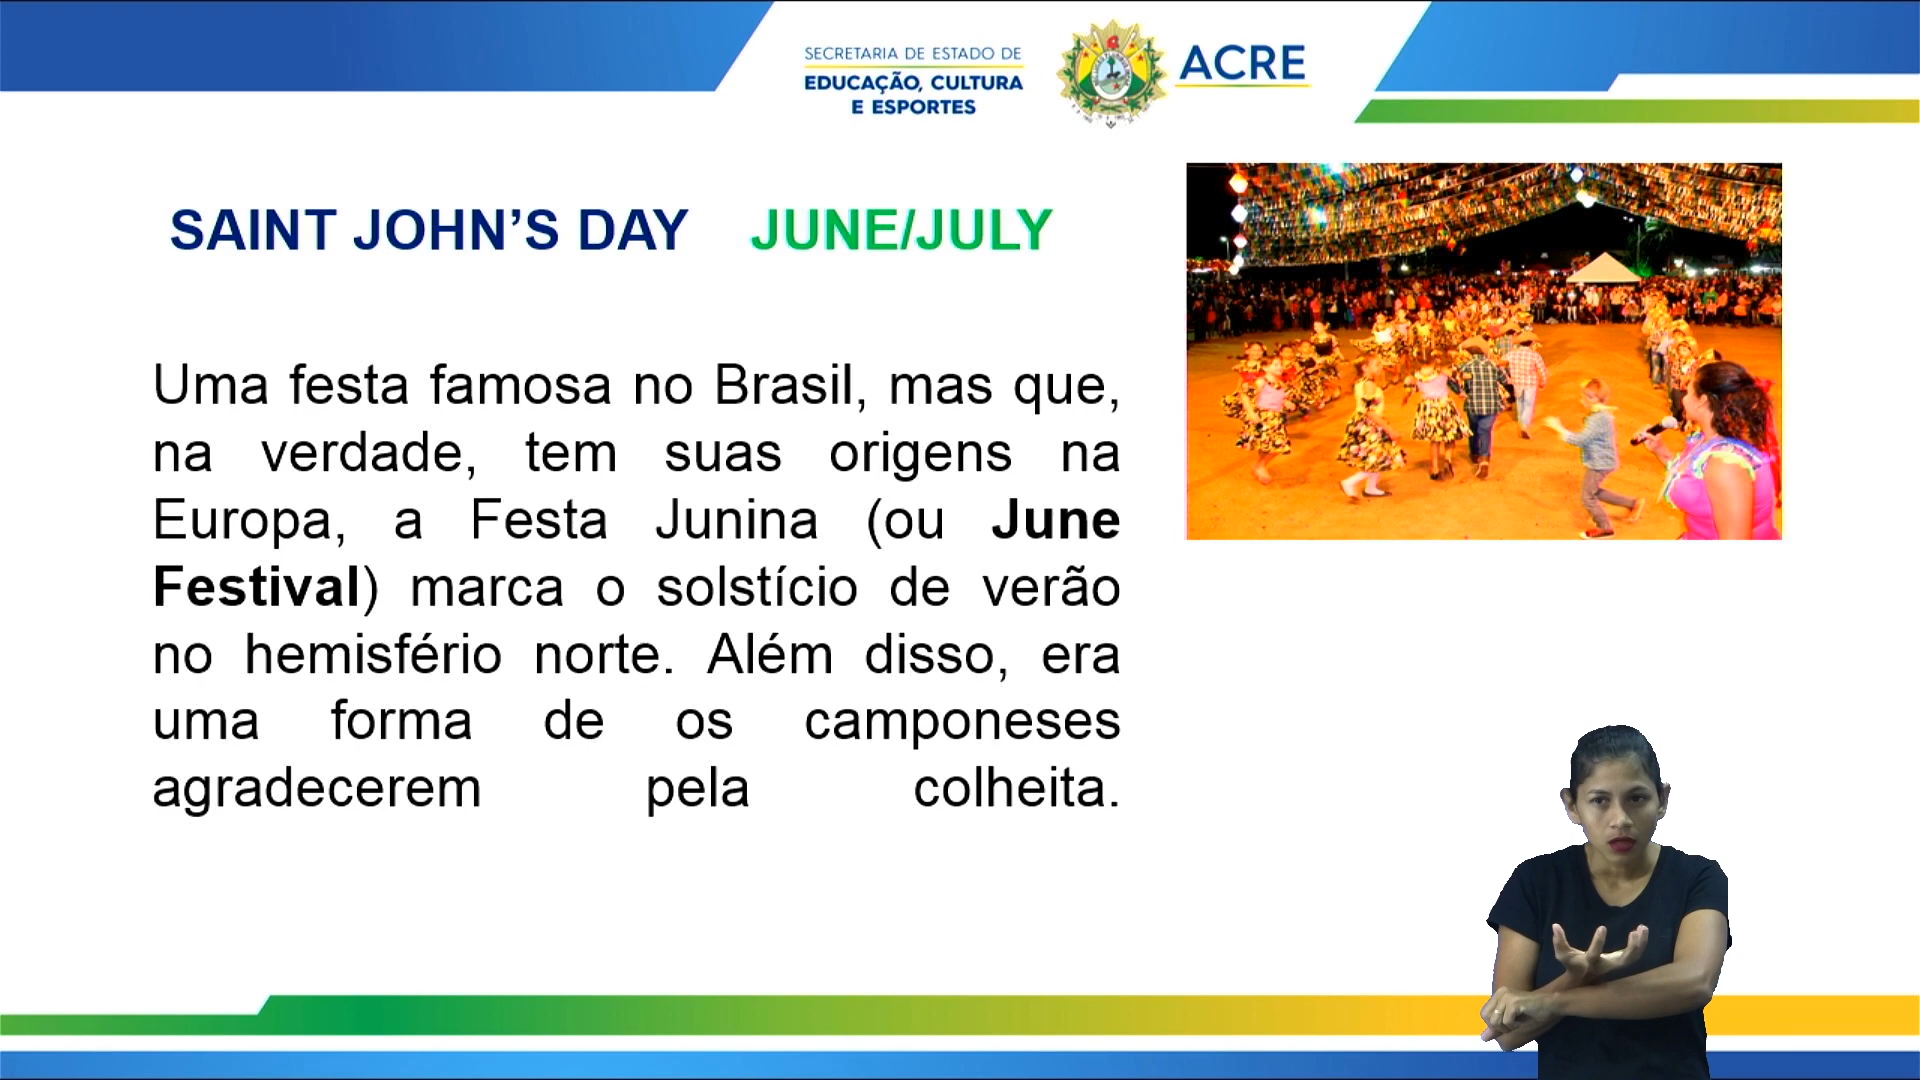 SECRETARIA DE ESTADO DE
EDUCAÇÃO, CULTURA
E ESPORTES
ACRE
SAINT JOHN’S DAY JUNE/JULY
Uma festa famosa no Brasil, mas que,
na verdade, tem suas origens na
Europa, a Festa Junina (ou June
Festival) marca o solstício de verão
no hemisfério norte. Além disso, era
uma forma de os camponeses
agradecerem pela colheita.